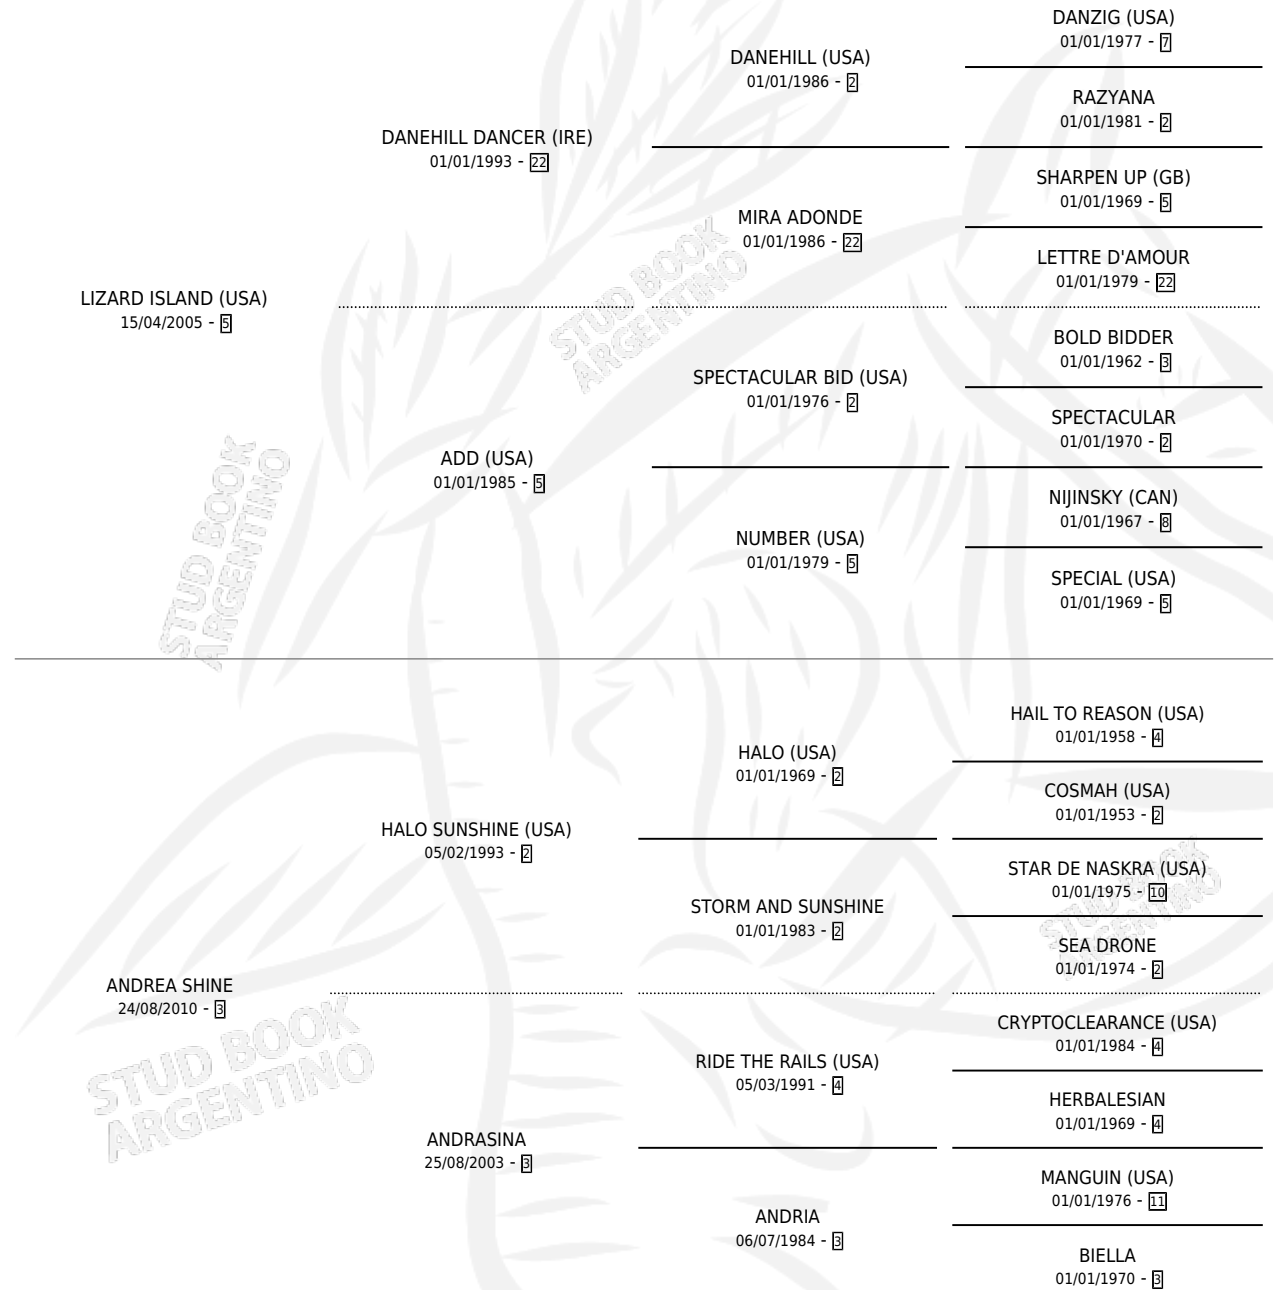 DANZIG (USA)
01/01/1977 - 7
DANEHILL (USA)
01/01/1986 - 2
RAZYANA
01/01/1981 - 2
DANEHILL DANCER (IRE)
01/01/1993 - 22
SHARPEN UP (GB)
01/01/1969 - 5
MIRA ADONDE
01/01/1986 - 22
LETTRE D'AMOUR
01/01/1979 - 22
LIZARD ISLAND (USA)
15/04/2005 - 5
BOLD BIDDER
01/01/1962 - 3
SPECTACULAR BID (USA)
01/01/1976 - 2
SPECTACULAR
01/01/1970 - 2
ADD (USA)
01/01/1985 - 5
NIJINSKY (CAN)
01/01/1967 - 8
NUMBER (USA)
01/01/1979 - 5
SPECIAL (USA)
01/01/1969 - 5
HAIL TO REASON (USA)
01/01/1958 - 4
HALO (USA)
01/01/1969 - 2
COSMAH (USA)
01/01/1953 - 2
HALO SUNSHINE (USA)
05/02/1993 - 2
STAR DE NASKRA (USA)
01/01/1975 - 10
STORM AND SUNSHINE
01/01/1983 - 2
SEA DRONE
01/01/1974 - 2
ANDREA SHINE
24/08/2010 - 3
CRYPTOCLEARANCE (USA)
01/01/1984 - 4
RIDE THE RAILS (USA)
05/03/1991 - 4
HERBALESIAN
01/01/1969 - 4
ANDRASINA
25/08/2003 - 3
MANGUIN (USA)
01/01/1976 - 11
ANDRIA
06/07/1984 - 3
BIELLA
01/01/1970 - 3
STUD BOOK
ARGENTINO
STUD BOOK
ARGENTINO
STUD BOOK
ARGENTINO
STUD BOOK
ARGENTINO